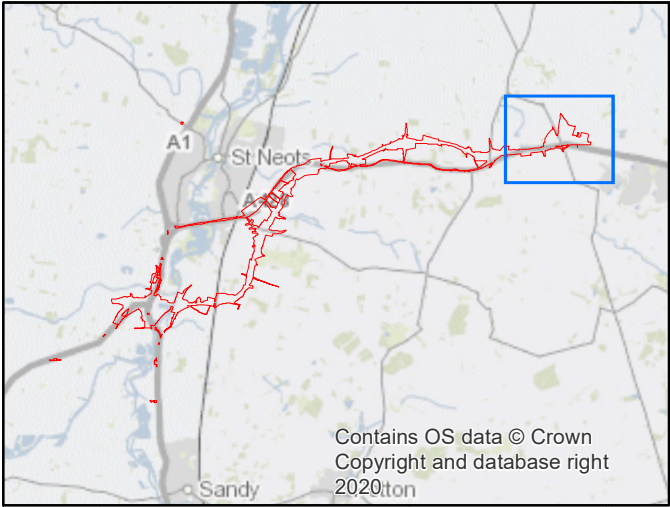 A1
St Neots
Contains OS data © Crown
Copyright and database right
2020
Sandy